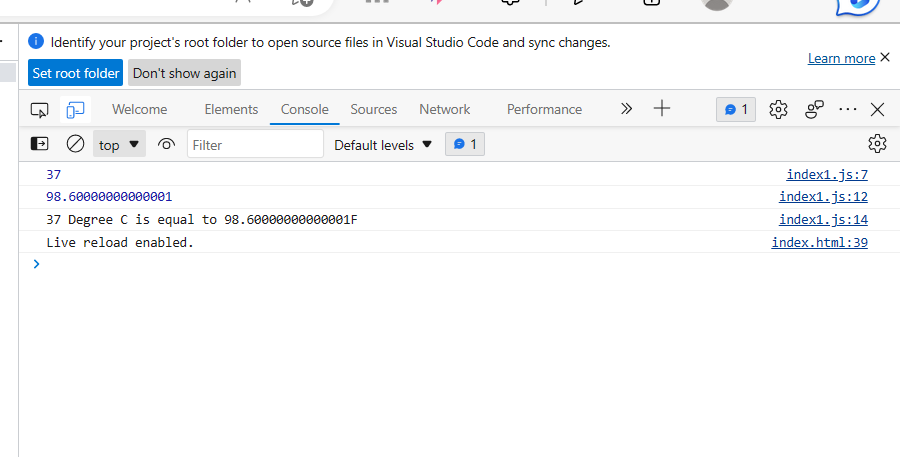 Identify your project's root folder to open source files in Visual Studio Code and sync changes.
Learn more
Set root folder Don't show again
Welcome Elements Console Sources Network Performance 1
top Filter Default levels 1
37 index1.js:7
98.60000000000001 index1.js:12
37 Degree C is equal to 98.60000000000001F index1.js:14
Live reload enabled. index.html:39